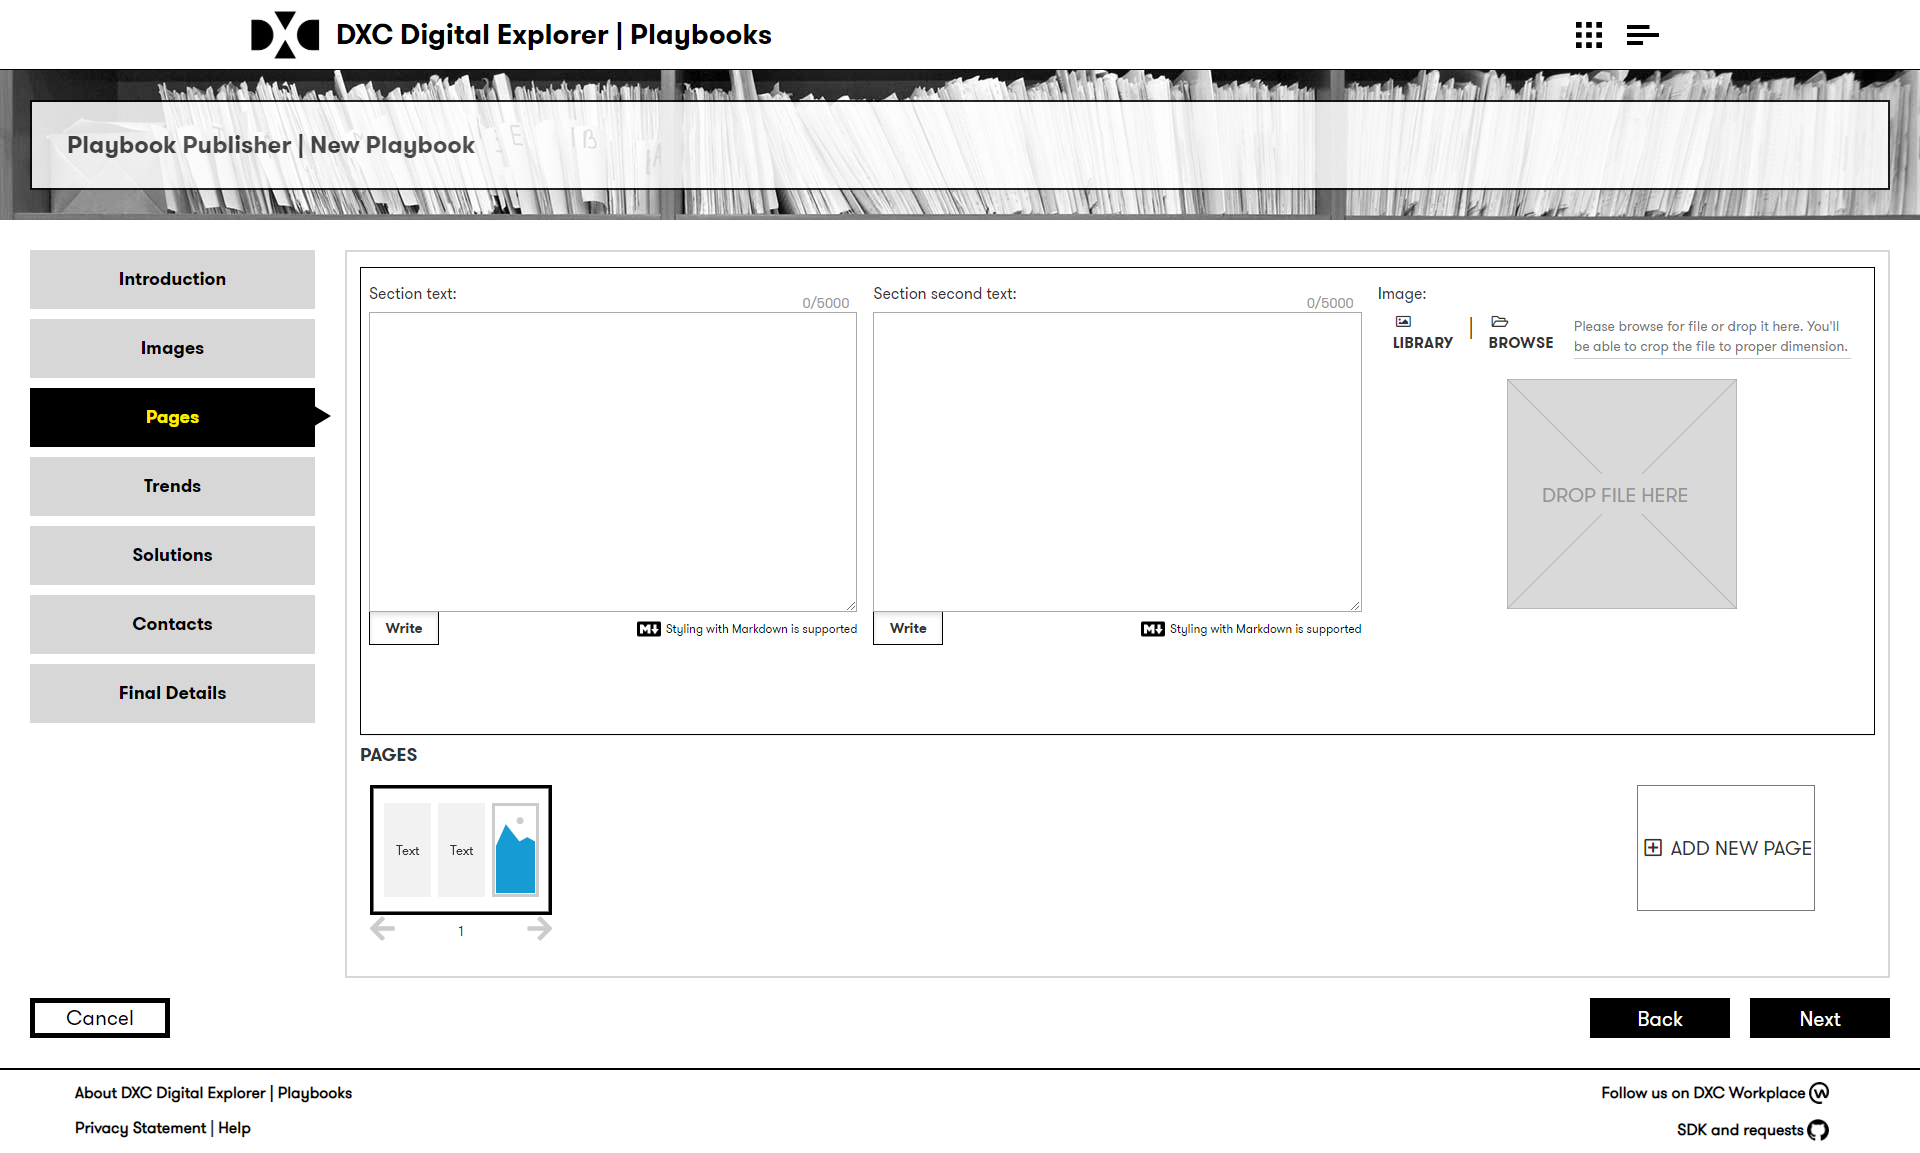 DXC Digital Explorer | Playbooks
Playbook Publisher | New Playbook
Introduction
Images
Pages
Trends
Solutions
Contacts
Final Details
Section text:
0/5000
Write
Styling with Markdown is supported
Section second text:
0/5000
Write
Styling with Markdown is supported
Image:
LIBRARY
BROWSE
Please browse for file or drop it here. You'll
be able to crop the file to proper dimension.
DROP FILE HERE
PAGES
Text
Text
1
ADD NEW PAGE
Cancel
Back
Next
About DXC Digital Explorer | Playbooks
Privacy Statement | Help
Follow us on DXC Workplace
SDK and requests